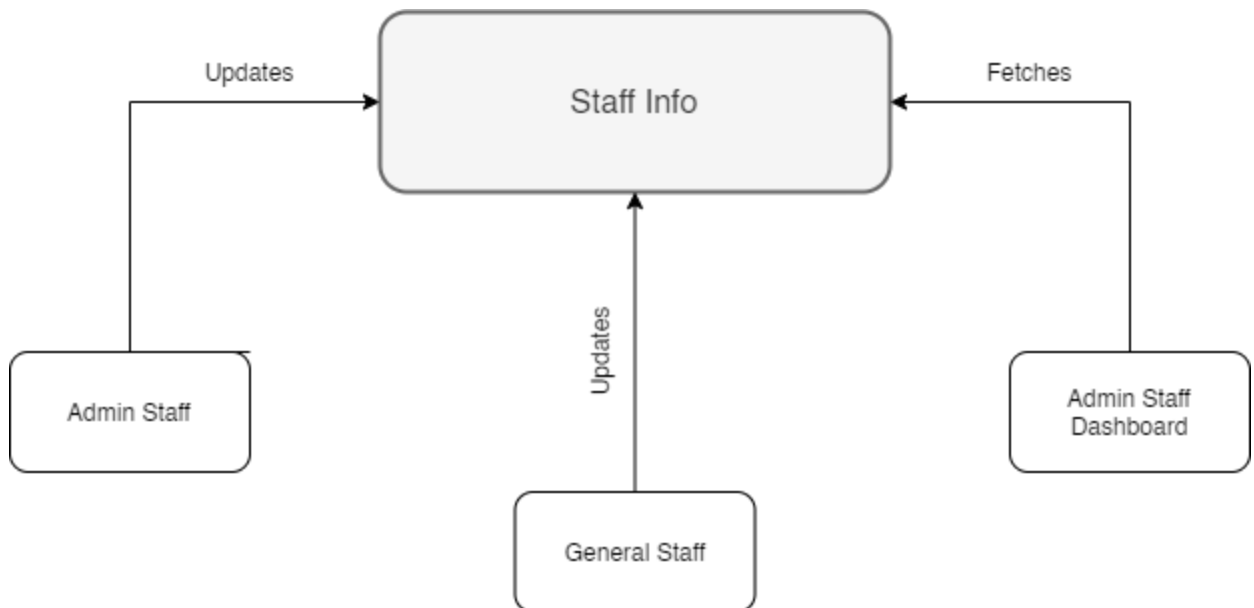 Updates
Staff Info
Fetches
Updates
Admin Staff
Admin Staff
Dashboard
General Staff